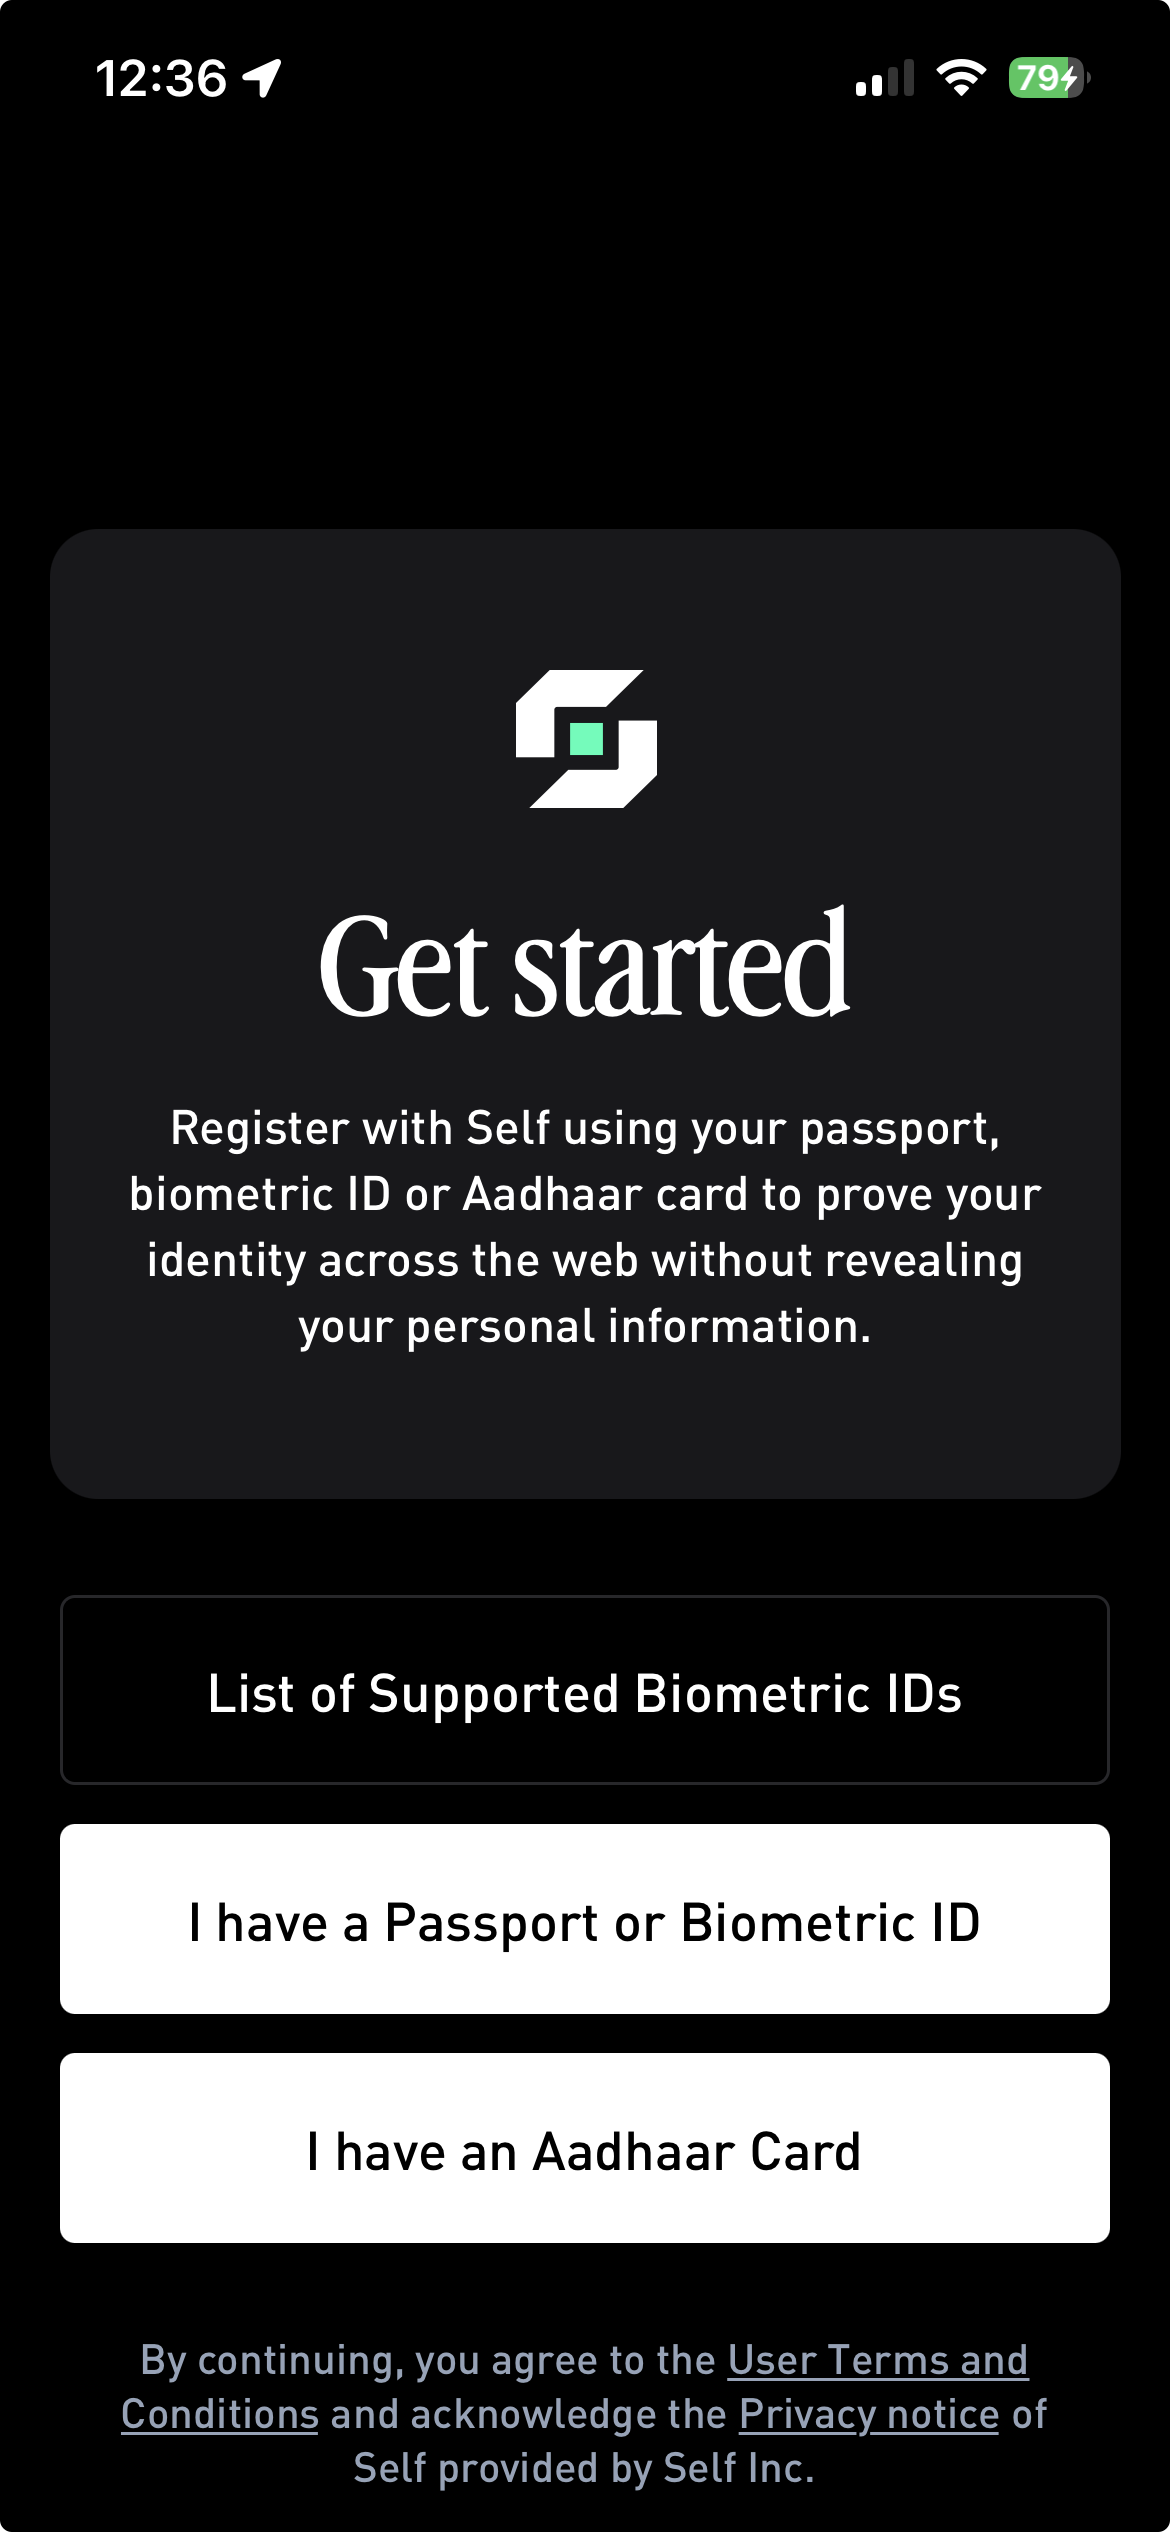 12:36
79
Get started
Register with Self using your passport,
biometric ID or Aadhaar card to prove your
identity across the web without revealing
your personal information.
List of Supported Biometric IDs
I have a Passport or Biometric ID
I have an Aadhaar Card
By continuing, you agree to the User Terms and
Conditions and acknowledge the Privacy notice of
Self provided by Self Inc.